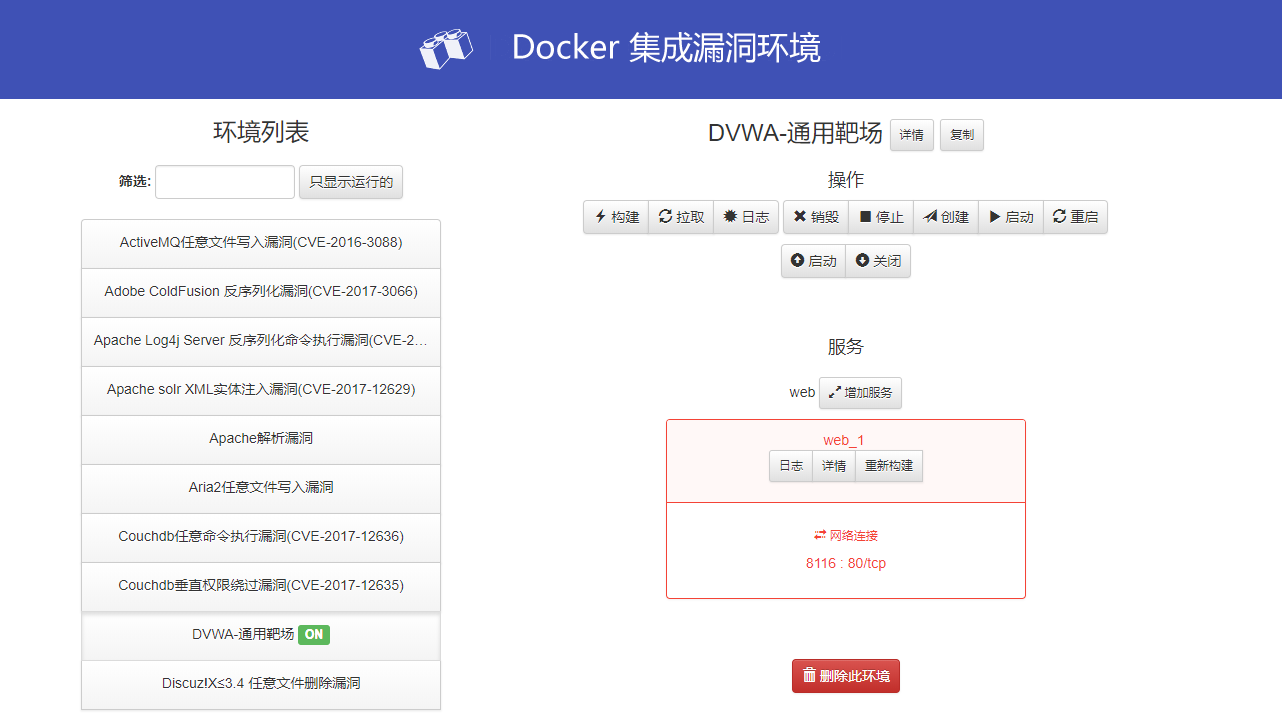 Docker 集成漏洞环境
环境列表
筛选: 只显示运行的
ActiveMQ任意文件写入漏洞(CVE-2016-3088)
Adobe ColdFusion 反序列化漏洞(CVE-2017-3066)
Apache Log4j Server 反序列化命令执行漏洞(CVE-2...
Apache solr XML实体注入漏洞(CVE-2017-12629)
Apache解析漏洞
Aria2任意文件写入漏洞
Couchdb任意命令执行漏洞(CVE-2017-12636)
Couchdb垂直权限绕过漏洞(CVE-2017-12635)
DVWA-通用靶场 ON
Discuz!X≤3.4 任意文件删除漏洞
DVWA-通用靶场 详情 复制
操作
构建 拉取 日志 销毁 停止 创建 启动 重启
启动 关闭
服务
web 增加服务
web_1
日志 详情 重新构建
网络连接
8116 : 80/tcp
删除此环境